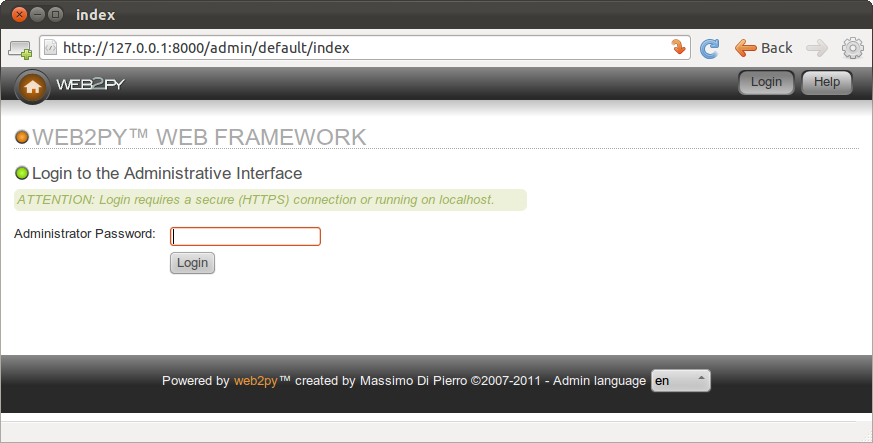 index
http://127.0.0.1:8000/admin/default/index
Back
WEB2PY
Login
Help
WEB2PY™ WEB FRAMEWORK
Login to the Administrative Interface
ATTENTION: Login requires a secure (HTTPS) connection or running on localhost.
Administrator Password:
Login
Powered by web2py™ created by Massimo Di Pierro ©2007-2011 - Admin language en